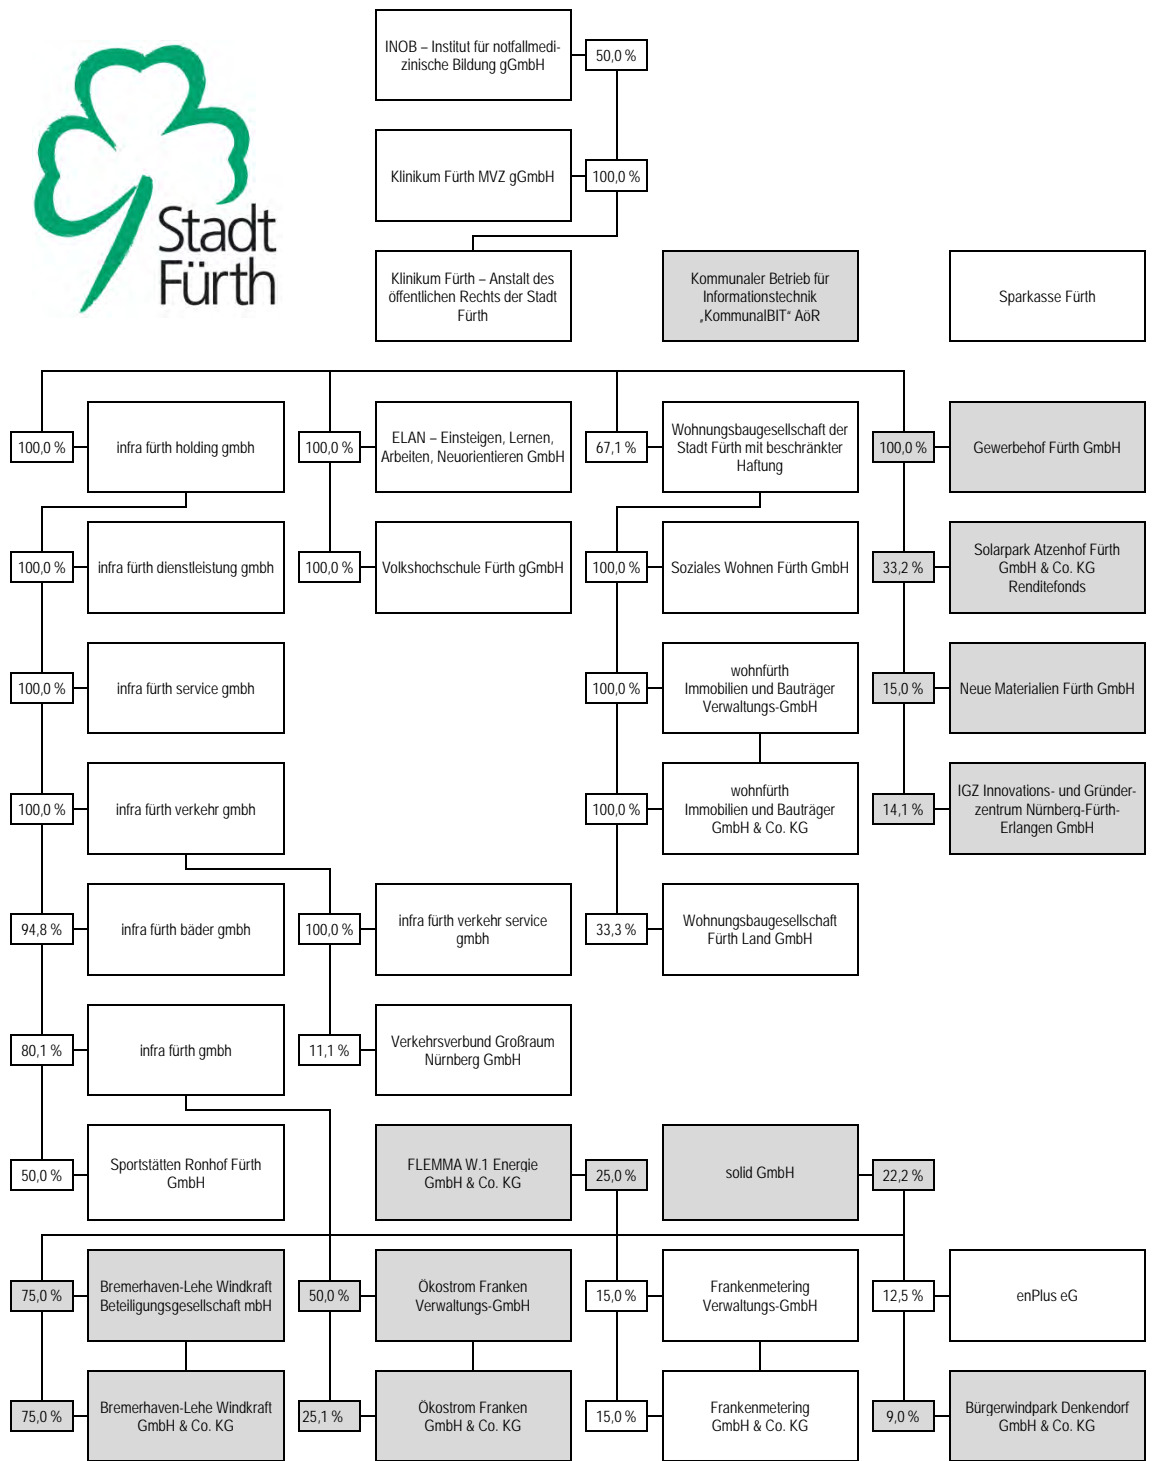 INOB – Institut für notfallmedi-
zinische Bildung gGmbH
50,0 %
Klinikum Fürth MVZ gGmbH
100,0 %
Stadt
Fürth
Klinikum Fürth – Anstalt des
öffentlichen Rechts der Stadt
Fürth
Kommunaler Betrieb für
Informationstechnik
„KommunalBIT“ AöR
Sparkasse Fürth
100,0 %
infra fürth holding gmbh
100,0 %
ELAN – Einsteigen, Lernen,
Arbeiten, Neuorientieren GmbH
67,1 %
Wohnungsbaugesellschaft der
Stadt Fürth mit beschränkter
Haftung
100,0 %
Gewerbehof Fürth GmbH
100,0 %
infra fürth dienstleistung gmbh
100,0 %
Volkshochschule Fürth gGmbH
100,0 %
Soziales Wohnen Fürth GmbH
33,2 %
Solarpark Atzenhof Fürth
GmbH & Co. KG
Renditefonds
100,0 %
infra fürth service gmbh
100,0 %
wohnfürth
Immobilien und Bauträger
Verwaltungs-GmbH
15,0 %
Neue Materialien Fürth GmbH
100,0 %
infra fürth verkehr gmbh
100,0 %
wohnfürth
Immobilien und Bauträger
GmbH & Co. KG
14,1 %
IGZ Innovations- und Gründer-
zentrum Nürnberg-Fürth-
Erlangen GmbH
94,8 %
infra fürth bäder gmbh
100,0 %
infra fürth verkehr service
gmbh
33,3 %
Wohnungsbaugesellschaft
Fürth Land GmbH
80,1 %
infra fürth gmbh
11,1 %
Verkehrsverbund Großraum
Nürnberg GmbH
50,0 %
Sportstätten Ronhof Fürth
GmbH
FLEMMA W.1 Energie
GmbH & Co. KG
25,0 %
solid GmbH
22,2 %
75,0 %
Bremerhaven-Lehe Windkraft
Beteiligungsgesellschaft mbH
50,0 %
Ökostrom Franken
Verwaltungs-GmbH
15,0 %
Frankenmetering
Verwaltungs-GmbH
12,5 %
enPlus eG
75,0 %
Bremerhaven-Lehe Windkraft
GmbH & Co. KG
25,1 %
Ökostrom Franken
GmbH & Co. KG
15,0 %
Frankenmetering
GmbH & Co. KG
9,0 %
Bürgerwindpark Denkendorf
GmbH & Co. KG